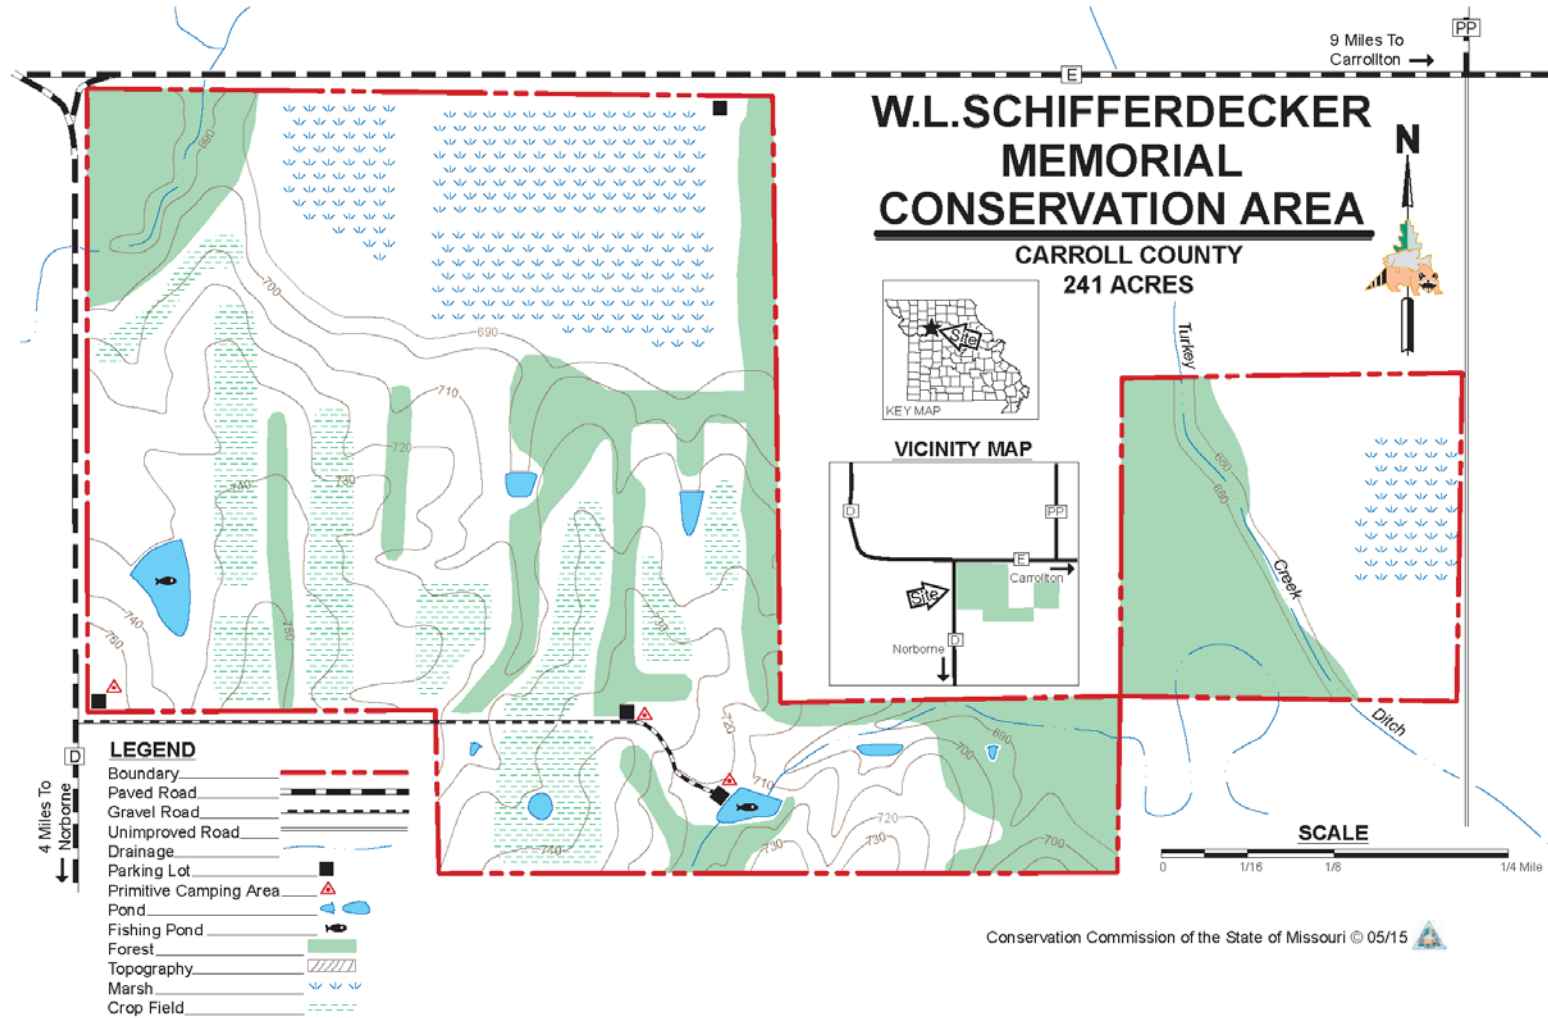 PP
9 Miles To
Carrollton
E
W.L.SCHIFFERDECKER
MEMORIAL
CONSERVATION AREA
CARROLL COUNTY
241 ACRES
N
690
700
690
710
720
730
740
740
750
750
730
720
710
690
700
720
730
730
740
700
680
680
Turkey
Creek
Ditch
Site
KEY MAP
VICINITY MAP
D
PP
E
Carrollton
Site
D
Norborne
D
4 Miles To
Norborne
LEGEND
Boundary
Paved Road
Gravel Road
Unimproved Road
Drainage
Parking Lot
Primitive Camping Area
Pond
Fishing Pond
Forest
Topography
Marsh
Crop Field
SCALE
0 1/16 1/8 1/4 Mile
Conservation Commission of the State of Missouri © 05/15